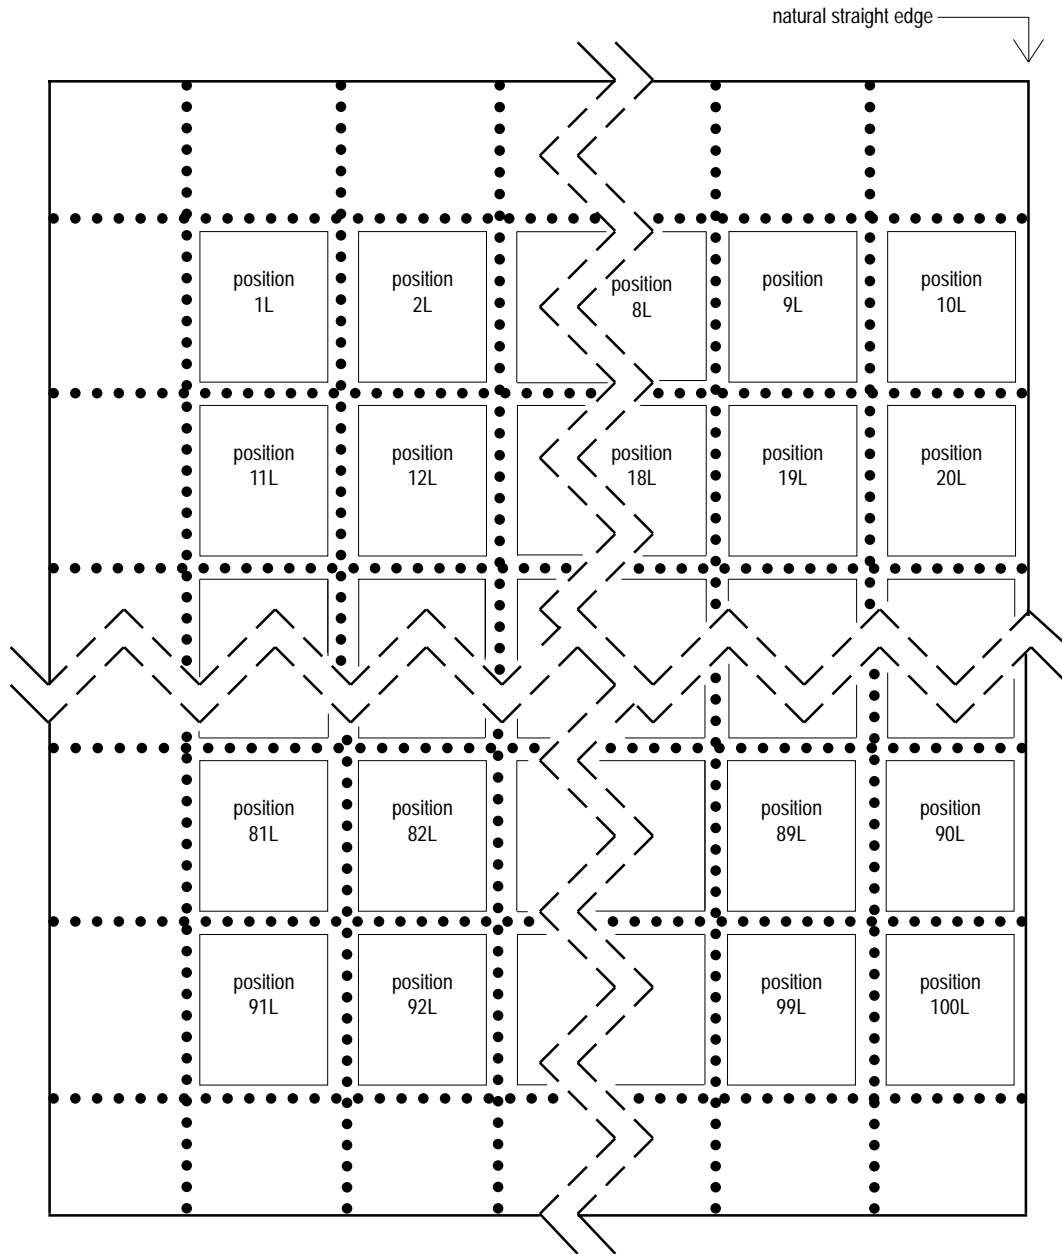 natural straight edge
position
1L
position
2L
position
8L
position
9L
position
10L
position
11L
position
12L
position
18L
position
19L
position
20L
position
81L
position
82L
position
89L
position
90L
position
91L
position
92L
position
99L
position
100L